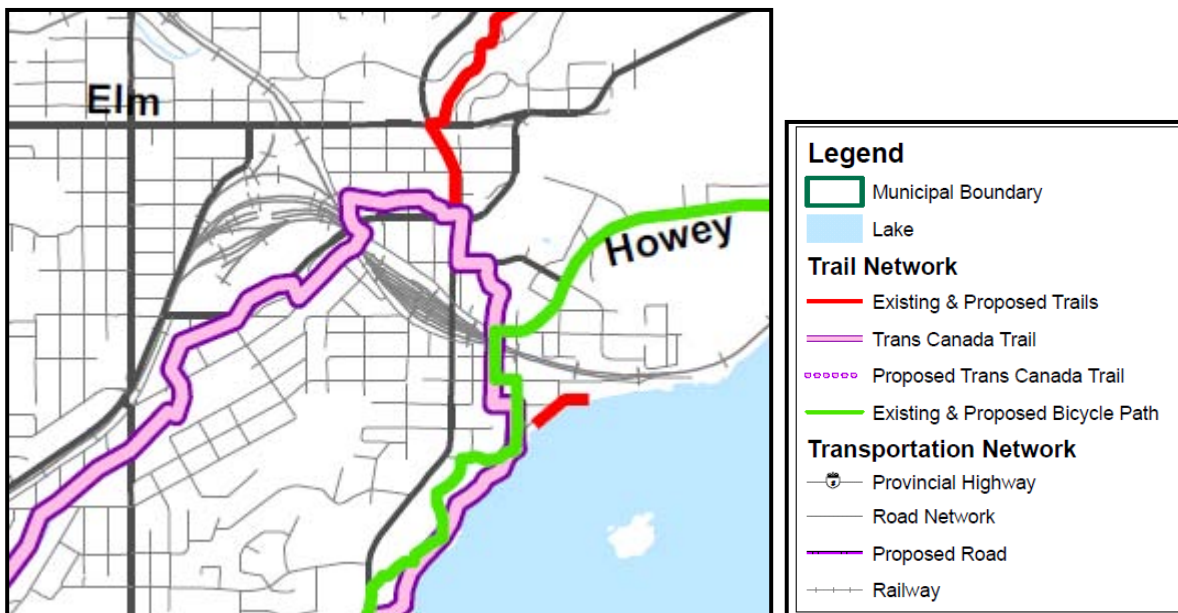 Elm
Howey
Legend
Municipal Boundary
Lake
Trail Network
Existing & Proposed Trails
Trans Canada Trail
Proposed Trans Canada Trail
Existing & Proposed Bicycle Path
Transportation Network
Provincial Highway
Road Network
Proposed Road
Railway